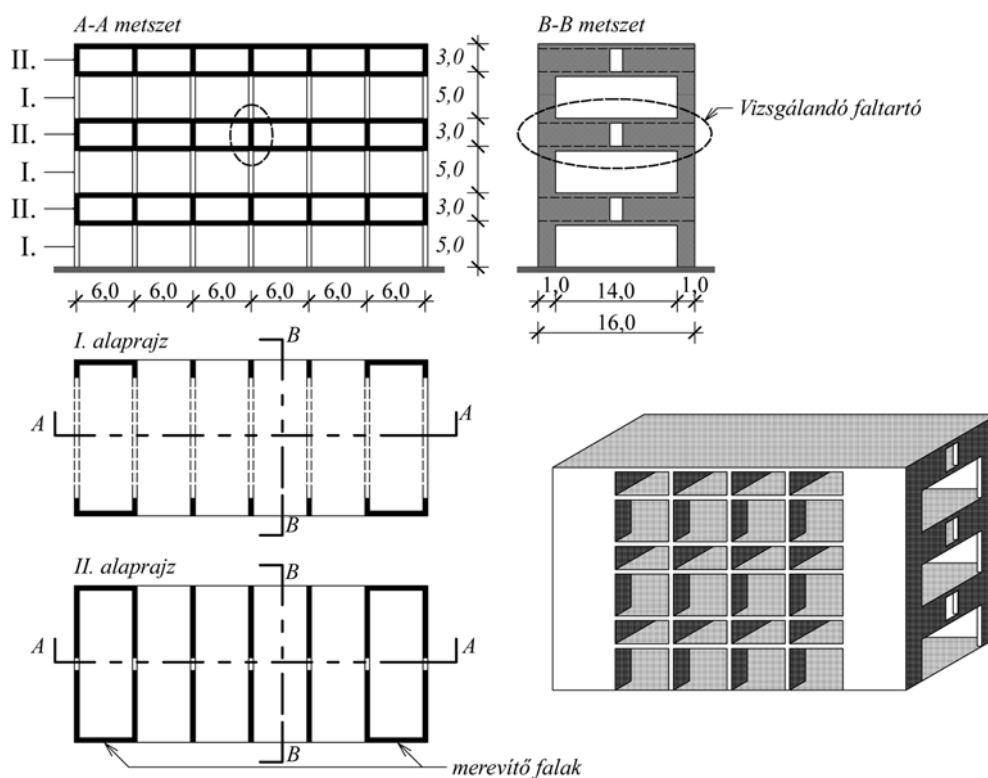 A-A metszet
II.
I.
II.
I.
II.
I.
3,0
5,0
3,0
5,0
3,0
5,0
6,0 6,0 6,0 6,0 6,0 6,0
B-B metszet
Vizsgálandó faltartó
1,0 14,0 1,0
16,0
I. alaprajz
B
A A
B
II. alaprajz
B
A A
B
merevítő falak